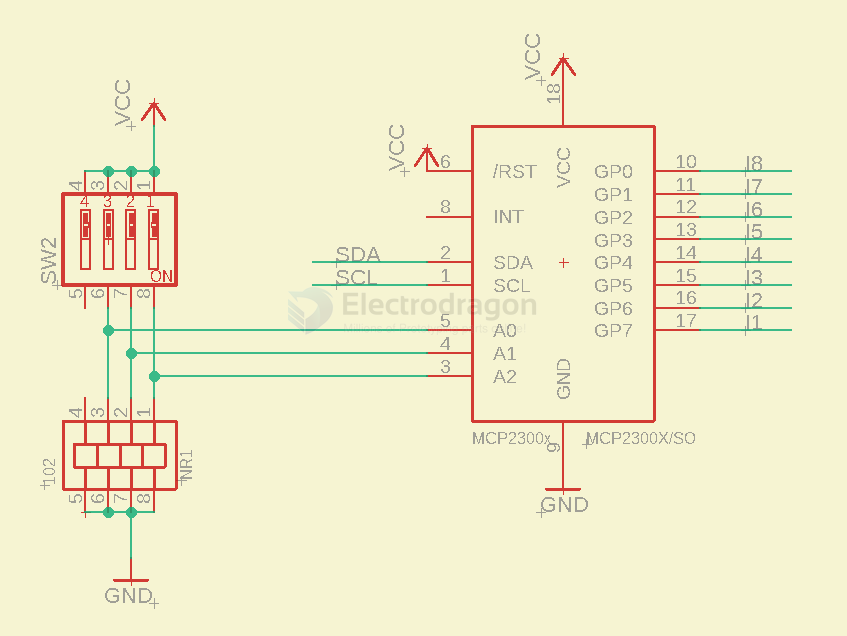 VCC
18
VCC
6
/RST
VCC
GP0
10
I8
GP1
11
I7
8
INT
GP2
12
I6
GP3
13
I5
SDA
2
SDA
GP4
14
I4
SCL
1
SCL
GP5
15
I3
GP6
16
I2
5
A0
GP7
17
I1
4
A1
3
A2
GND
MCP2300x
MCP2300X/SO
9
GND
VCC
4 3 2 1
4 3 2 1
ON
SW2
5 6 7 8
Electrodragon
4 3 2 1
102
NR1
5 6 7 8
GND